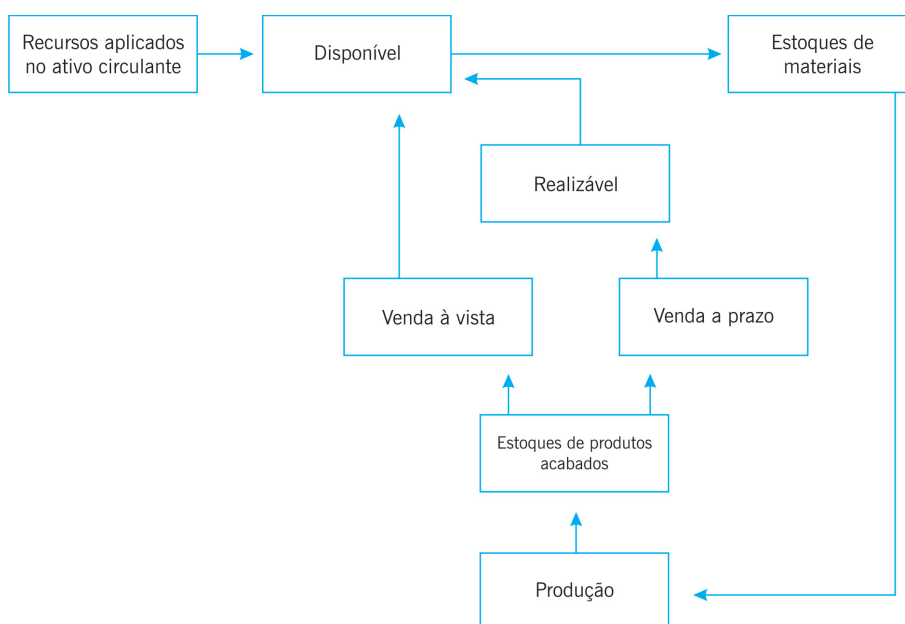 Recursos aplicados
no ativo circulante
Disponível
Estoques de
materiais
Realizável
Venda à vista
Venda a prazo
Estoques de produtos
acabados
Produção